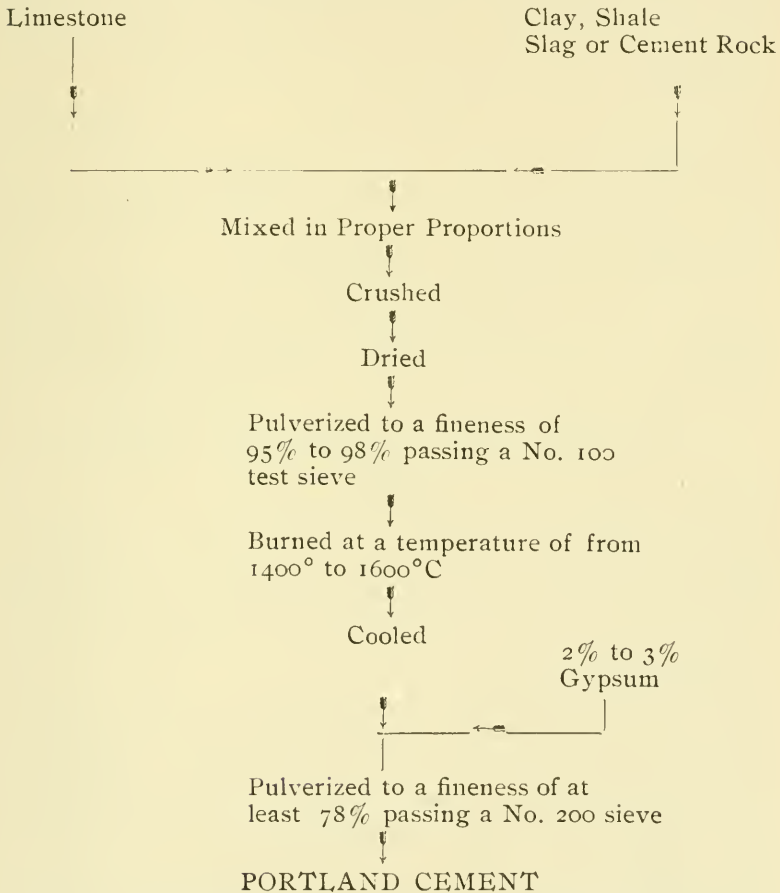 Limestone
Clay, Shale
Slag or Cement Rock
Mixed in Proper Proportions
Crushed
Dried
Pulverized to a fineness of
95% to 98% passing a No. 100
test sieve
Burned at a temperature of from
1400° to 1600°C
Cooled
2% to 3%
Gypsum
Pulverized to a fineness of at
least 78% passing a No. 200 sieve
PORTLAND CEMENT